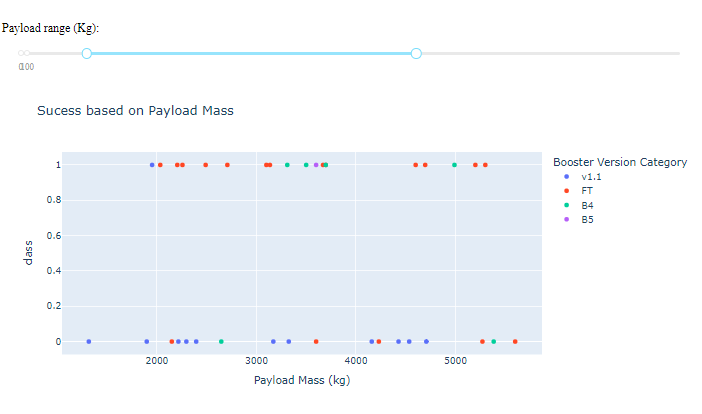 Payload range (Kg):
0100
Sucess based on Payload Mass
Booster Version Category
v1.1
FT
B4
B5
1
0.8
0.6
0.4
0.2
0
class
2000
3000
4000
5000
Payload Mass (kg)